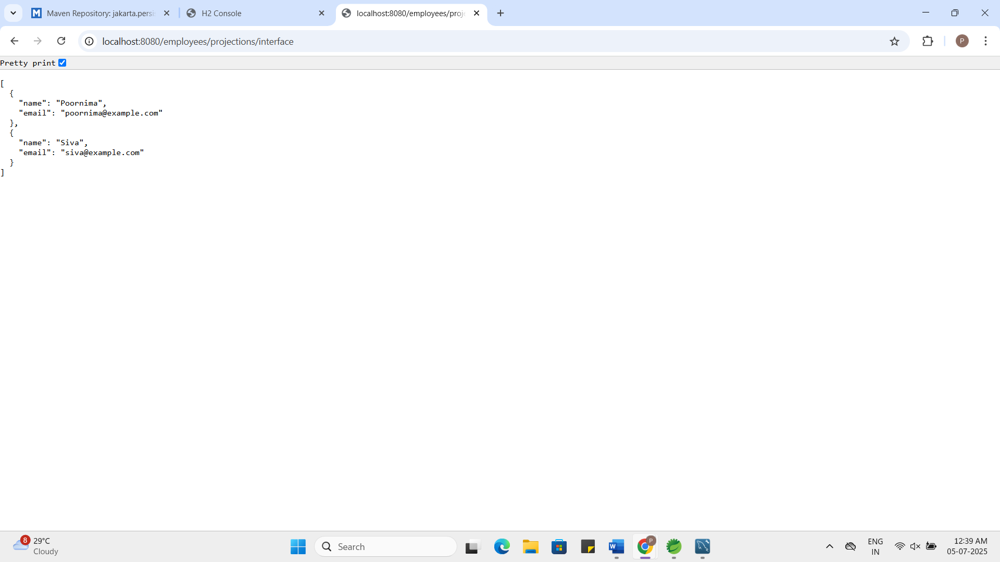 Maven Repository: jakarta.persis
H2 Console
localhost:8080/employees/proje
localhost:8080/employees/projections/interface
P
Pretty print
[
  {
    "name": "Poornima",
    "email": "poornima@example.com"
  },
  {
    "name": "Siva",
    "email": "siva@example.com"
  }
]
8
29°C
Cloudy
Search
P
ENG
IN
12:39 AM
05-07-2025